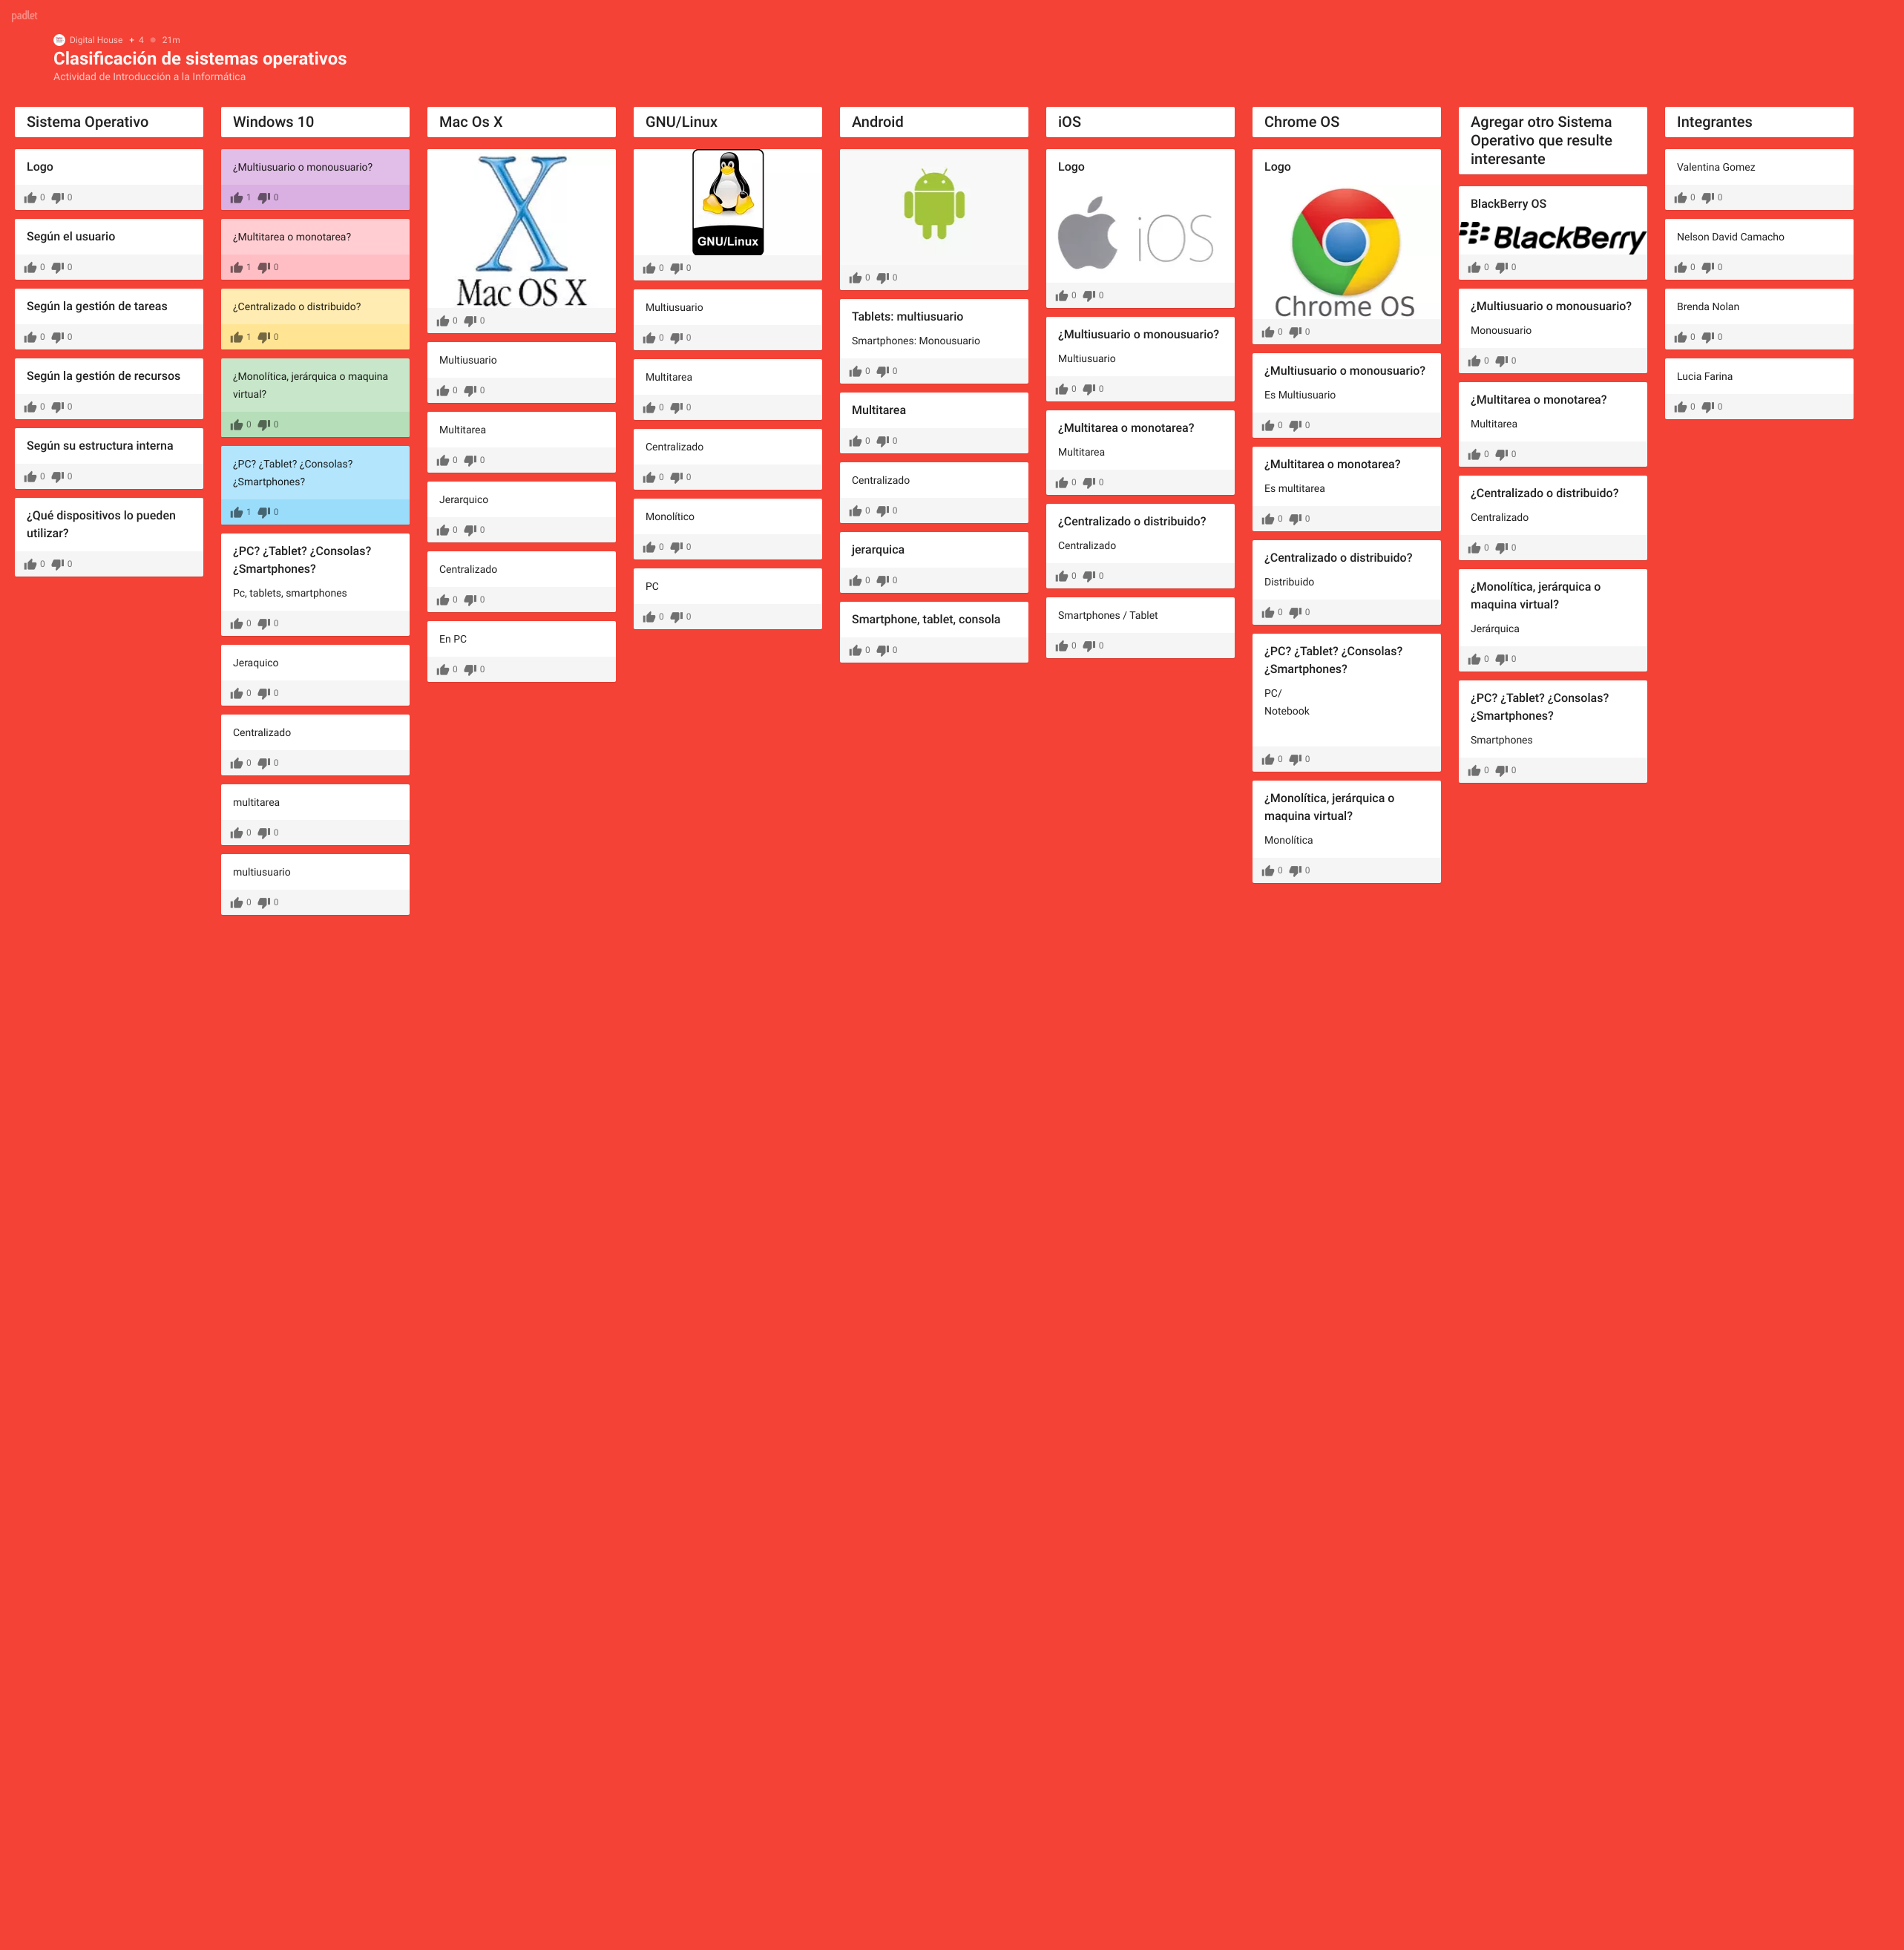 padlet
Digital House + 4 21m
Clasificación de sistemas operativos
Actividad de Introducción a la Informática
Sistema Operativo
Logo
0 0
Según el usuario
0 0
Según la gestión de tareas
0 0
Según la gestión de recursos
0 0
Según su estructura interna
0 0
¿Qué dispositivos lo pueden
utilizar?
0 0
Windows 10
¿Multiusuario o monousuario?
1 0
¿Multitarea o monotarea?
1 0
¿Centralizado o distribuido?
1 0
¿Monolítica, jerárquica o maquina
virtual?
0 0
¿PC? ¿Tablet? ¿Consolas?
¿Smartphones?
1 0
¿PC? ¿Tablet? ¿Consolas?
¿Smartphones?
Pc, tablets, smartphones
0 0
Jeraquico
0 0
Centralizado
0 0
multitarea
0 0
multiusuario
0 0
Mac Os X
Mac OS X
0 0
Multiusuario
0 0
Multitarea
0 0
Jerarquico
0 0
Centralizado
0 0
En PC
0 0
GNU/Linux
GNU/Linux
0 0
Multiusuario
0 0
Multitarea
0 0
Centralizado
0 0
Monolítico
0 0
PC
0 0
Android
0 0
Tablets: multiusuario
Smartphones: Monousuario
0 0
Multitarea
0 0
Centralizado
0 0
jerarquica
0 0
Smartphone, tablet, consola
0 0
iOS
Logo
iOS
0 0
¿Multiusuario o monousuario?
Multiusuario
0 0
¿Multitarea o monotarea?
Multitarea
0 0
¿Centralizado o distribuido?
Centralizado
0 0
Smartphones / Tablet
0 0
Chrome OS
Logo
Chrome OS
0 0
¿Multiusuario o monousuario?
Es Multiusuario
0 0
¿Multitarea o monotarea?
Es multitarea
0 0
¿Centralizado o distribuido?
Distribuido
0 0
¿PC? ¿Tablet? ¿Consolas?
¿Smartphones?
PC/
Notebook
0 0
¿Monolítica, jerárquica o
maquina virtual?
Monolítica
0 0
Agregar otro Sistema
Operativo que resulte
interesante
BlackBerry OS
BlackBerry
0 0
¿Multiusuario o monousuario?
Monousuario
0 0
¿Multitarea o monotarea?
Multitarea
0 0
¿Centralizado o distribuido?
Centralizado
0 0
¿Monolítica, jerárquica o
maquina virtual?
Jerárquica
0 0
¿PC? ¿Tablet? ¿Consolas?
¿Smartphones?
Smartphones
0 0
Integrantes
Valentina Gomez
0 0
Nelson David Camacho
0 0
Brenda Nolan
0 0
Lucia Farina
0 0